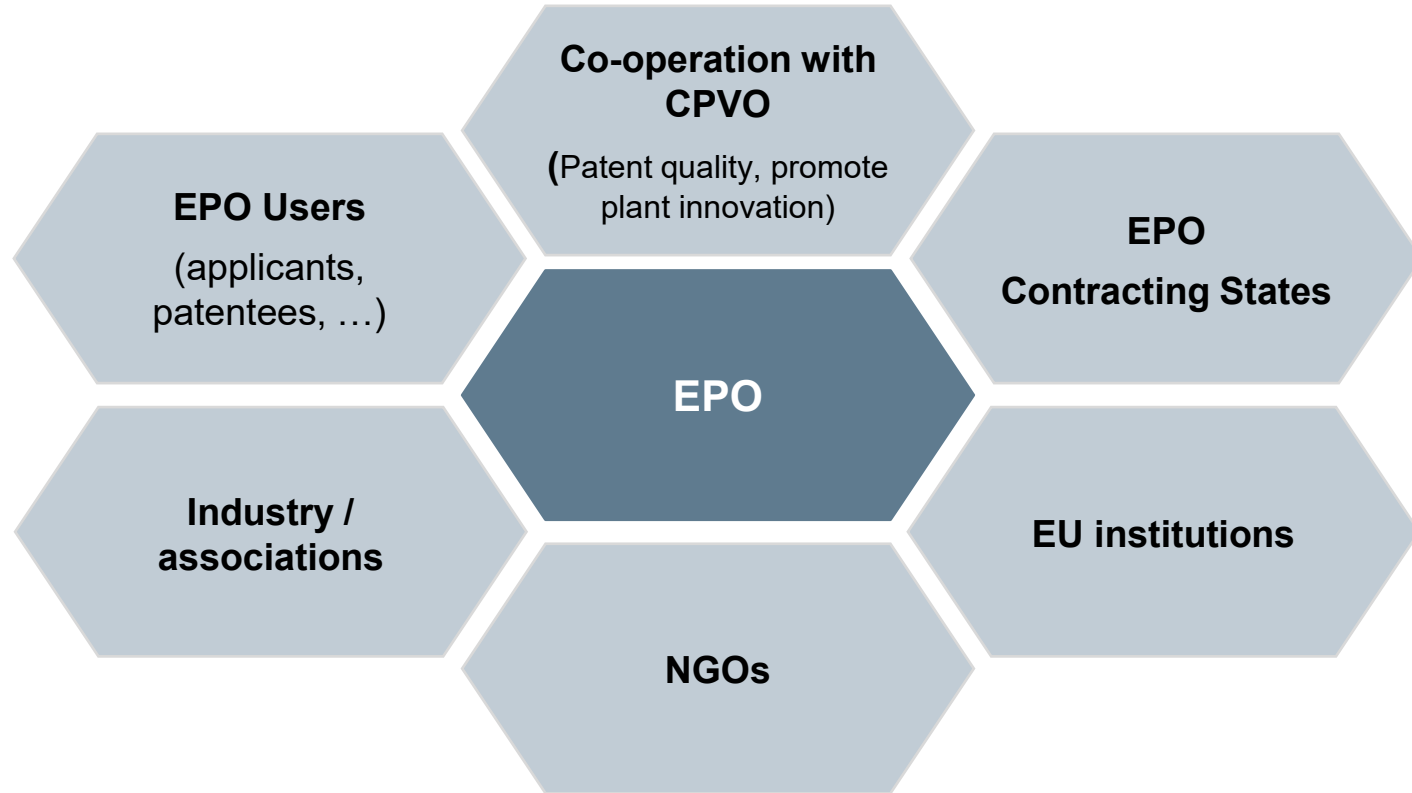 Co-operation with
CPVO
(Patent quality, promote
plant innovation)
EPO Users
(applicants,
patentees, …)
EPO
Contracting States
EPO
Industry /
associations
EU institutions
NGOs